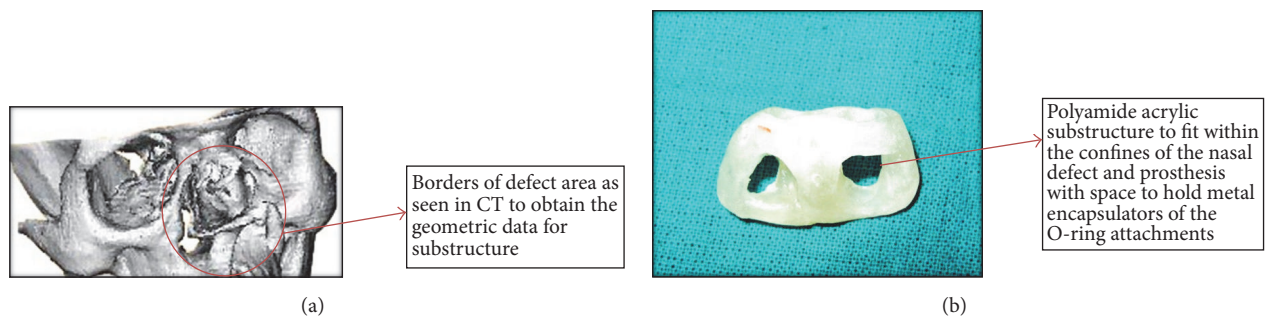 Borders of defect area as
seen in CT to obtain the
geometric data for
substructure
(a)
Polyamide acrylic
substructure to fit within
the confines of the nasal
defect and prosthesis
with space to hold metal
encapsulators of the
O-ring attachments
(b)